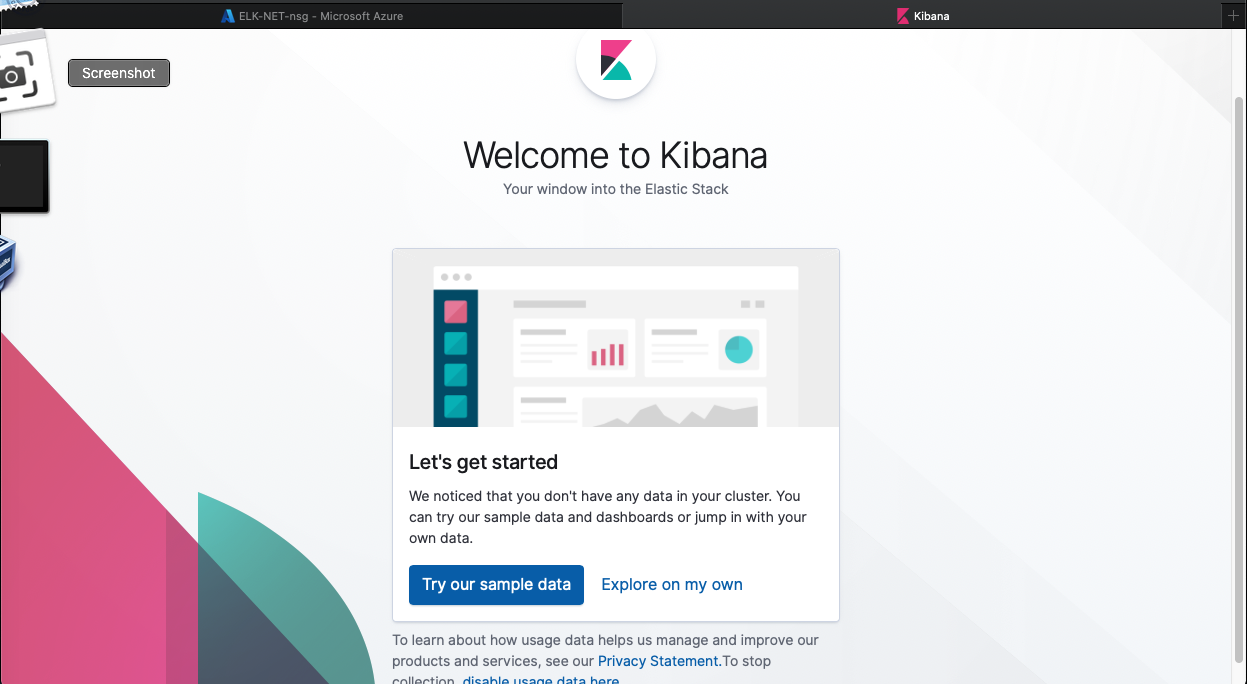 ELK-NET-nsg - Microsoft Azure
Kibana
Screenshot
Welcome to Kibana
Your window into the Elastic Stack
Let's get started
We noticed that you don't have any data in your cluster. You
can try our sample data and dashboards or jump in with your
own data.
Try our sample data
Explore on my own
To learn about how usage data helps us manage and improve our
products and services, see our Privacy Statement.To stop
collection, disable usage data here.